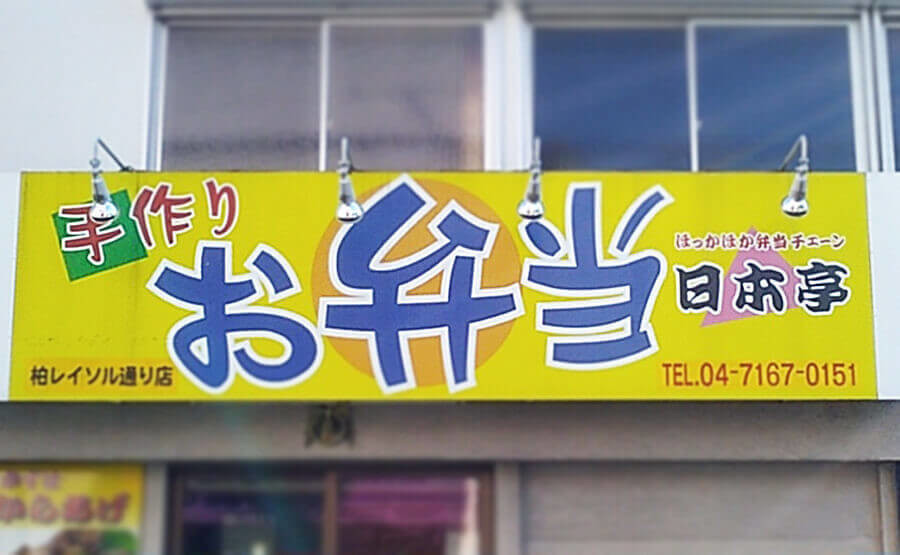 手作り
お弁当
ほっかほか弁当チェーン
日本亭
柏レイソル通り店
TEL.04-7167-0151